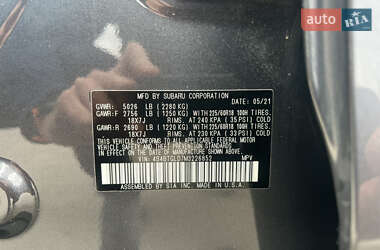 auto RIA
MFD BY SUBARU CORPORATION 05/21
GVWR: 5026 LB (2280 KG)
GAWR:F 2756 LB (1250 KG) WITH 225/60R18 100H TIRES
18X7J RIMS, AT 240 KPA (35 PSI) COLD
GAWR:R 2690 LB (1220 KG) WITH 225/60R18 100H TIRES
18X7J RIMS, AT 230 KPA (33 PSI) COLD
THIS VEHICLE CONFORMS TO ALL APPLICABLE FEDERAL MOTOR
VEHICLE SAFETY, BUMPER, AND THEFT PREVENTION
STANDARDS IN EFFECT ON THE DATE OF
MANUFACTURE SHOWN ABOVE.
VIN: MPV
ASSEMBLED BY SIA INC. MADE IN U.S.A.